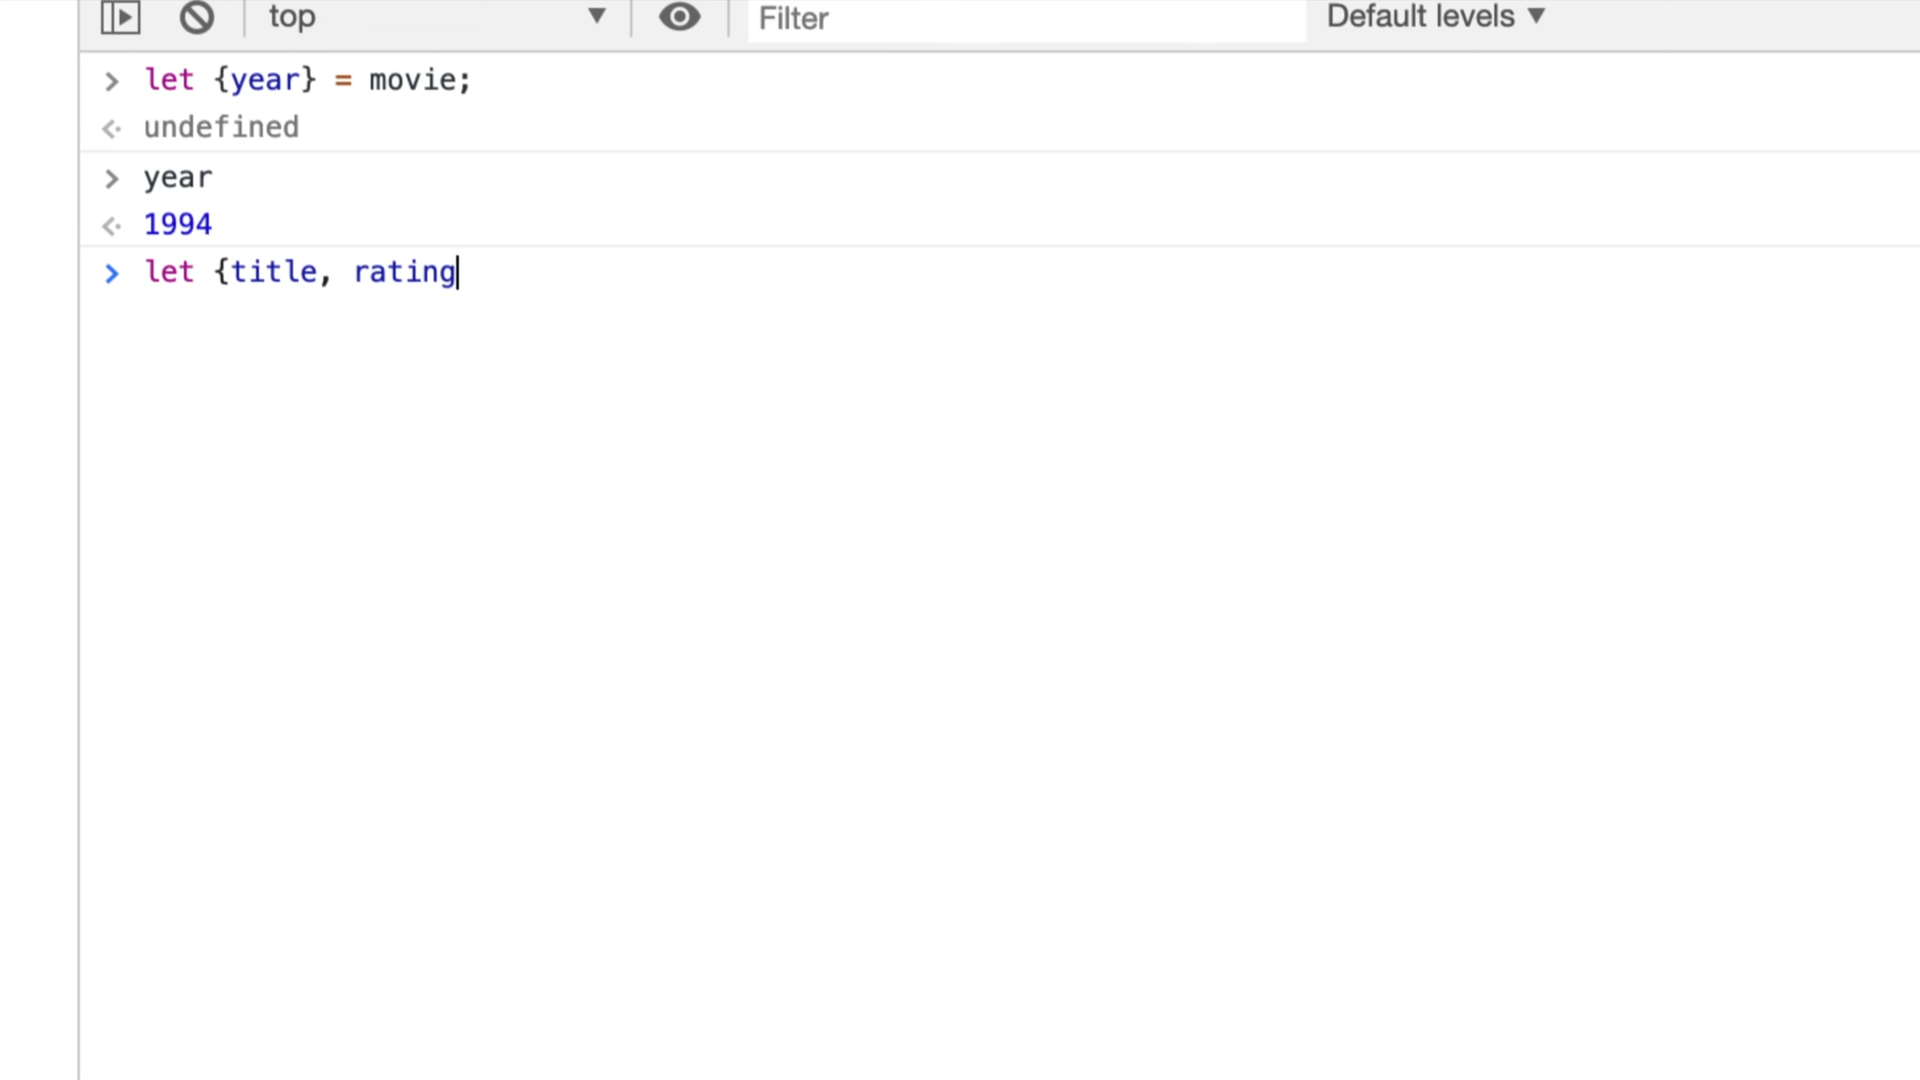 top Filter Default levels
let {year} = movie;
undefined
year
1994
let {title, rating